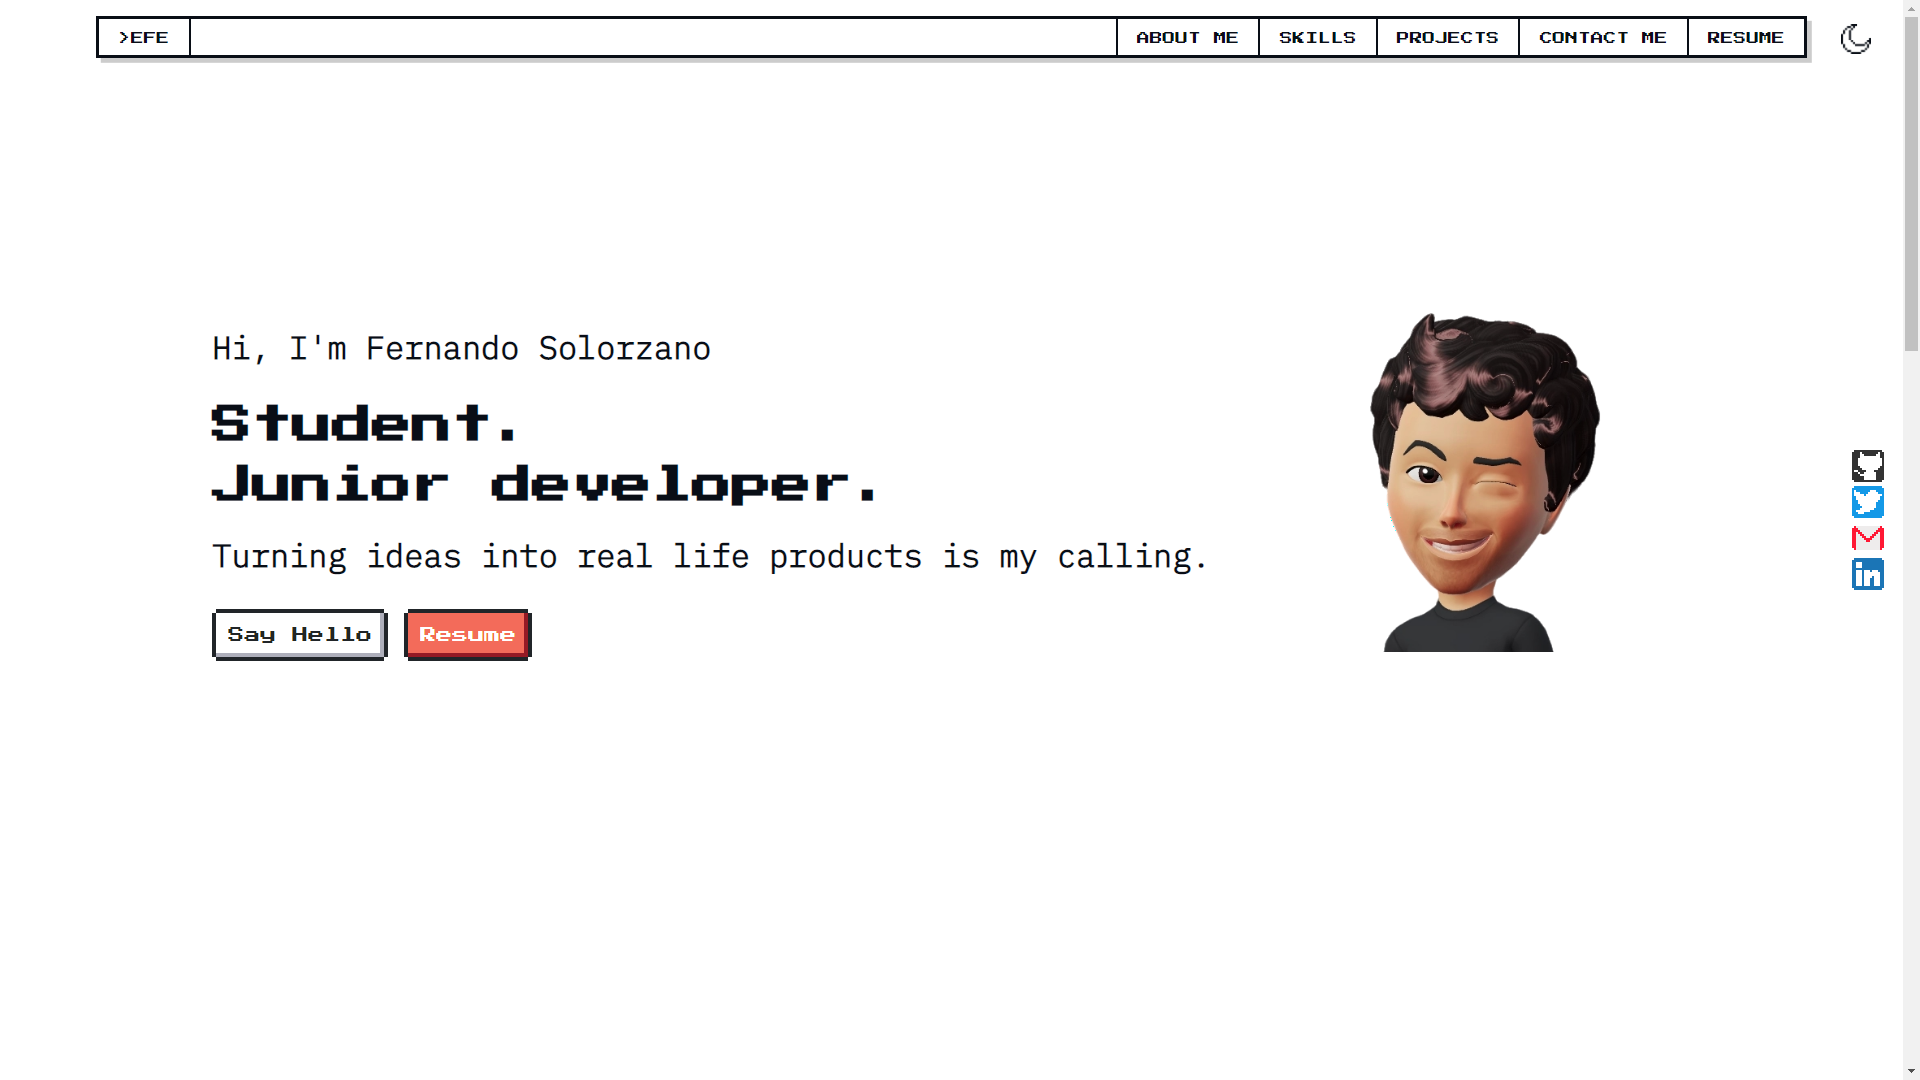 >EFE
ABOUT ME
SKILLS
PROJECTS
CONTACT ME
RESUME
Hi, I'm Fernando Solorzano
Student.
Junior developer.
Turning ideas into real life products is my calling.
Say Hello
Resume
in